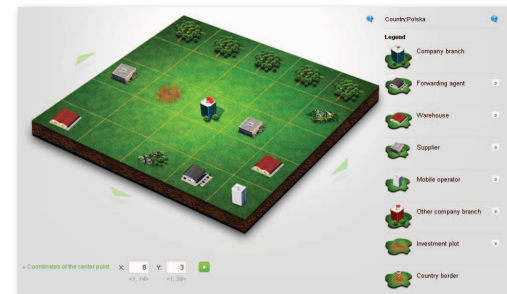 Country:Polska
Legend
Company branch
Forwarding agent
Warehouse
Supplier
Mobile operator
Other company branch
Investment plot
Country border
» Coordinates of the center point X: 8 Y: 3